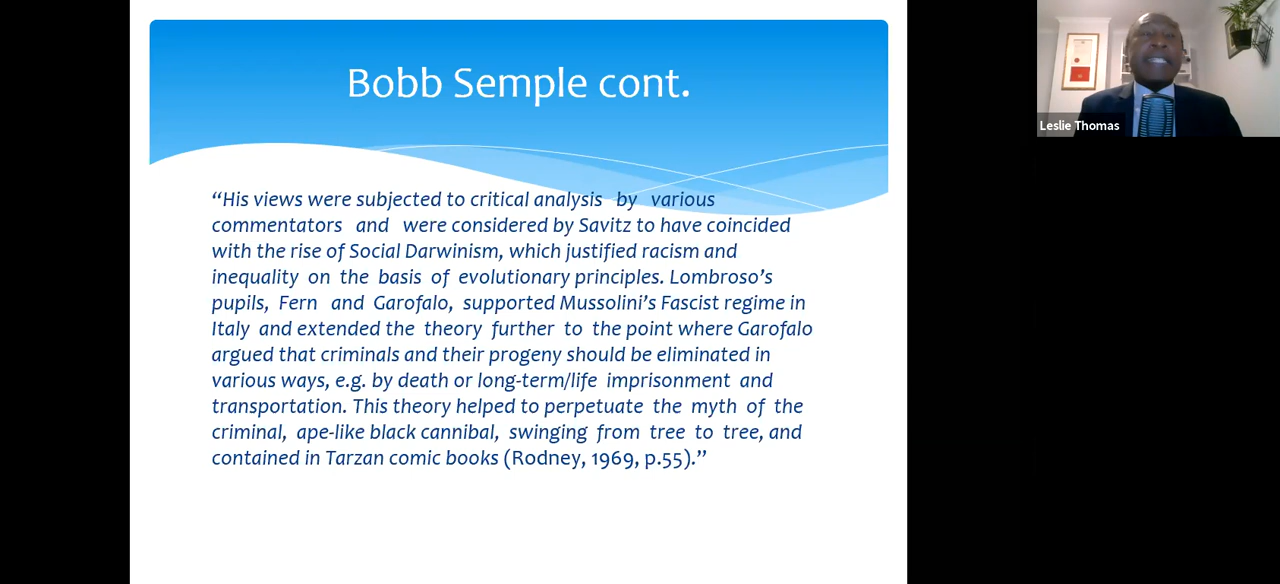 Bobb Semple cont.
“His views were subjected to critical analysis by various
commentators and were considered by Savitz to have coincided
with the rise of Social Darwinism, which justified racism and
inequality on the basis of evolutionary principles. Lombroso’s
pupils, Fern and Garofalo, supported Mussolini’s Fascist regime in
Italy and extended the theory further to the point where Garofalo
argued that criminals and their progeny should be eliminated in
various ways, e.g. by death or long-term/life imprisonment and
transportation. This theory helped to perpetuate the myth of the
criminal, ape-like black cannibal, swinging from tree to tree, and
contained in Tarzan comic books (Rodney, 1969, p.55).”
Leslie Thomas